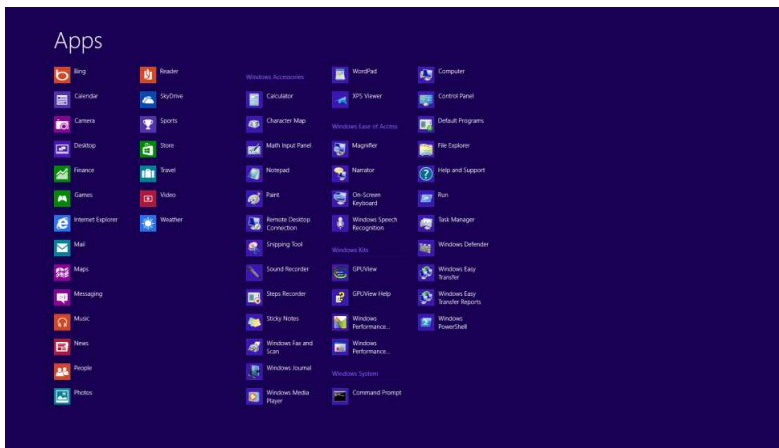 Apps
Bing
Calendar
Camera
Desktop
Finance
Games
Internet Explorer
Mail
Maps
Messaging
Music
News
People
Photos
Reader
SkyDrive
Sports
Store
Travel
Video
Weather
Windows Accessories
Calculator
Character Map
Math Input Panel
Notepad
Paint
Remote Desktop
Connection
Snipping Tool
Sound Recorder
Steps Recorder
Sticky Notes
Windows Fax and
Scan
Windows Journal
Windows Media
Player
WordPad
XPS Viewer
Windows Ease of Access
Magnifier
Narrator
On-Screen
Keyboard
Windows Speech
Recognition
Windows Kits
GPUView
GPUView Help
Windows
Performance...
Windows
Performance...
Windows System
Command Prompt
Computer
Control Panel
Default Programs
File Explorer
Help and Support
Run
Task Manager
Windows Defender
Windows Easy
Transfer
Windows Easy
Transfer Reports
Windows
PowerShell